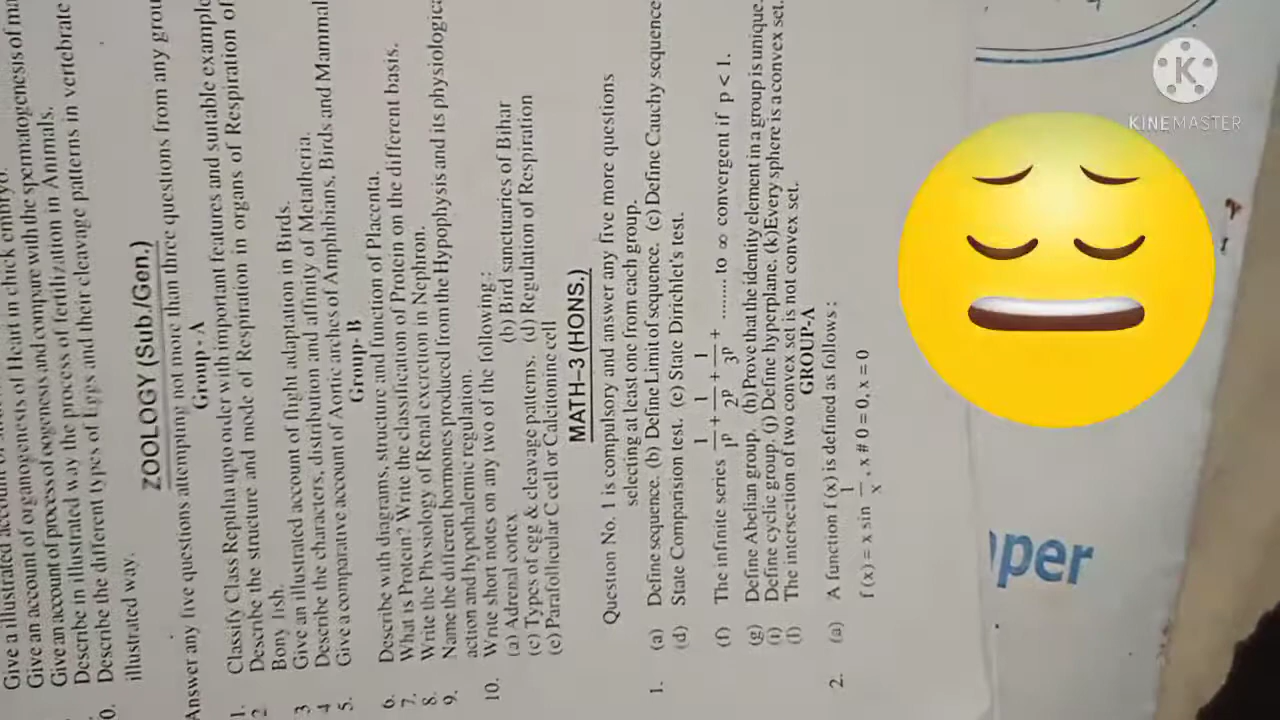 Give a illustrated
Give an account of organogenesis of Heart in chick embryo.
Give an account of process of oogenesis and compare with the spermatogenesis of
Describe in illustrated way the process of fertilization in Animals.
Describe the different types of Eggs and their cleavage patterns in vertebrate
illustrated way.
ZOOLOGY (Sub./Gen.)
Answer any five questions attempting not more than three questions from any
Group - A
1. Classify Class Reptilia upto order with important features and suitable example
2 Describe the structure and mode of Respiration in organs of Respiration of
Bony fish.
3 Give an illustrated account of flight adaptation in Birds.
4 Describe the characters, distribution and affinity of Metatheria.
5. Give a comparative account of Aortic arches of Amphibians, Birds and Mammal
Group- B
6. Describe with diagrams, structure and function of Placenta.
7. What is Protein? Write the classification of Protein on the different basis.
8. Write the Physiology of Renal excretion in Nephron.
9. Name the different hormones produced from the Hypophysis and its
action and hypothalemic regulation.
10. Write short notes on any two of the following :
(a) Adrenal cortex (b) Bird sanctuaries of Bihar
(c) Types of egg & cleavage patterns. (d) Regulation of Respiration
(e) Parafollecular C cell or Calcitonine cell
MATH–3 (HONS.)
Question No. 1 is compulsory and answer any five more questions
selecting at least one from each group.
1. (a) Define sequence. (b) Define Limit of sequence. (c) Define Cauchy sequence
(d) State Comparision test. (e) State Dirichlet's test.
(f) The infinite series 1/1ᵖ + 1/2ᵖ + 1/3ᵖ + ......... to ∞ convergent if p < 1.
(g) Define Abelian group. (h) Prove that the identity element in a group is unique.
(i) Define cyclic group. (j) Define hyperplane. (k) Every sphere is a convex set.
(l) The intersection of two convex set is not convex set.
GROUP-A
2. (a) A function f (x) is defined as follows :
f (x) = x sin 1/x , x # 0 = 0, x = 0
K
KINEMASTER
per